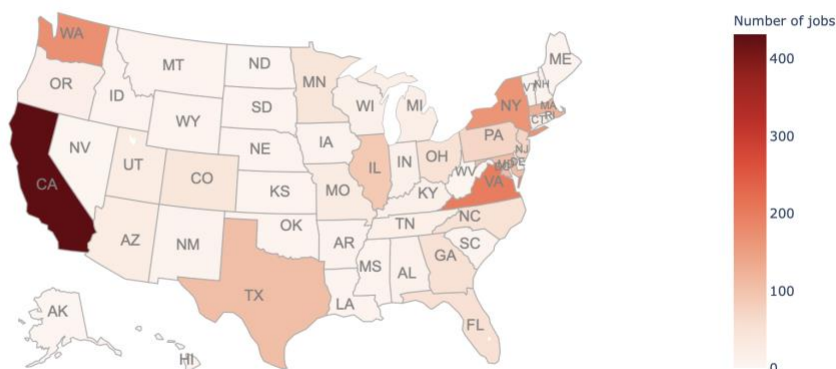 Number of jobs
WA
ME
MT
ND
VT
NH
OR
MN
ID
SD
WI
MI
NY
MA
RI
CT
WY
IA
PA
NE
NJ
NV
OH
IN
IL
DE
UT
CO
WV
VA
CA
KS
MO
KY
NC
TN
OK
AZ
NM
AR
SC
GA
AL
MS
TX
LA
AK
FL
HI
400
300
200
100
0